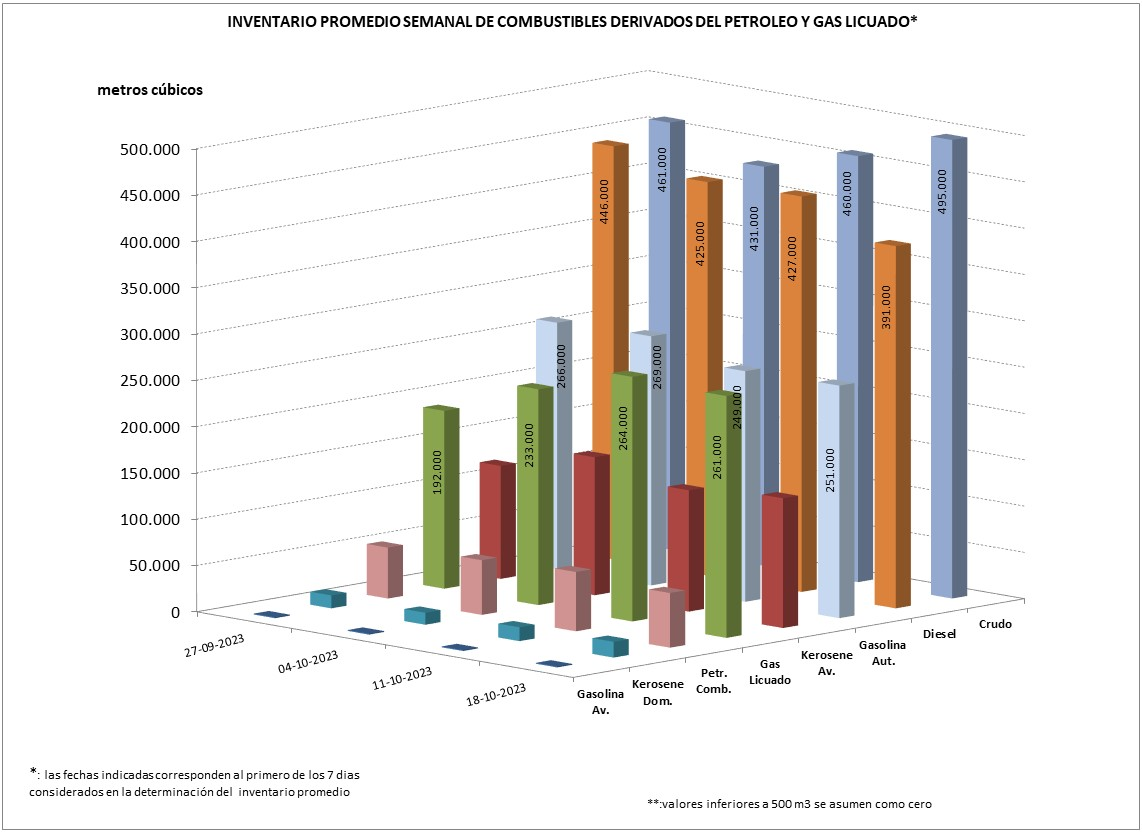 INVENTARIO PROMEDIO SEMANAL DE COMBUSTIBLES DERIVADOS DEL PETROLEO Y GAS LICUADO*
metros cúbicos
500.000
450.000
400.000
350.000
300.000
250.000
200.000
150.000
100.000
50.000
0
446.000
461.000
425.000
431.000
427.000
460.000
391.000
495.000
266.000
269.000
249.000
251.000
192.000
233.000
264.000
261.000
27-09-2023
04-10-2023
11-10-2023
18-10-2023
Gasolina
Av.
Kerosene
Dom.
Petr.
Comb.
Gas
Licuado
Kerosene
Av.
Gasolina
Aut.
Diesel
Crudo
*: las fechas indicadas corresponden al primero de los 7 dias
considerados en la determinación del inventario promedio
**:valores inferiores a 500 m3 se asumen como cero